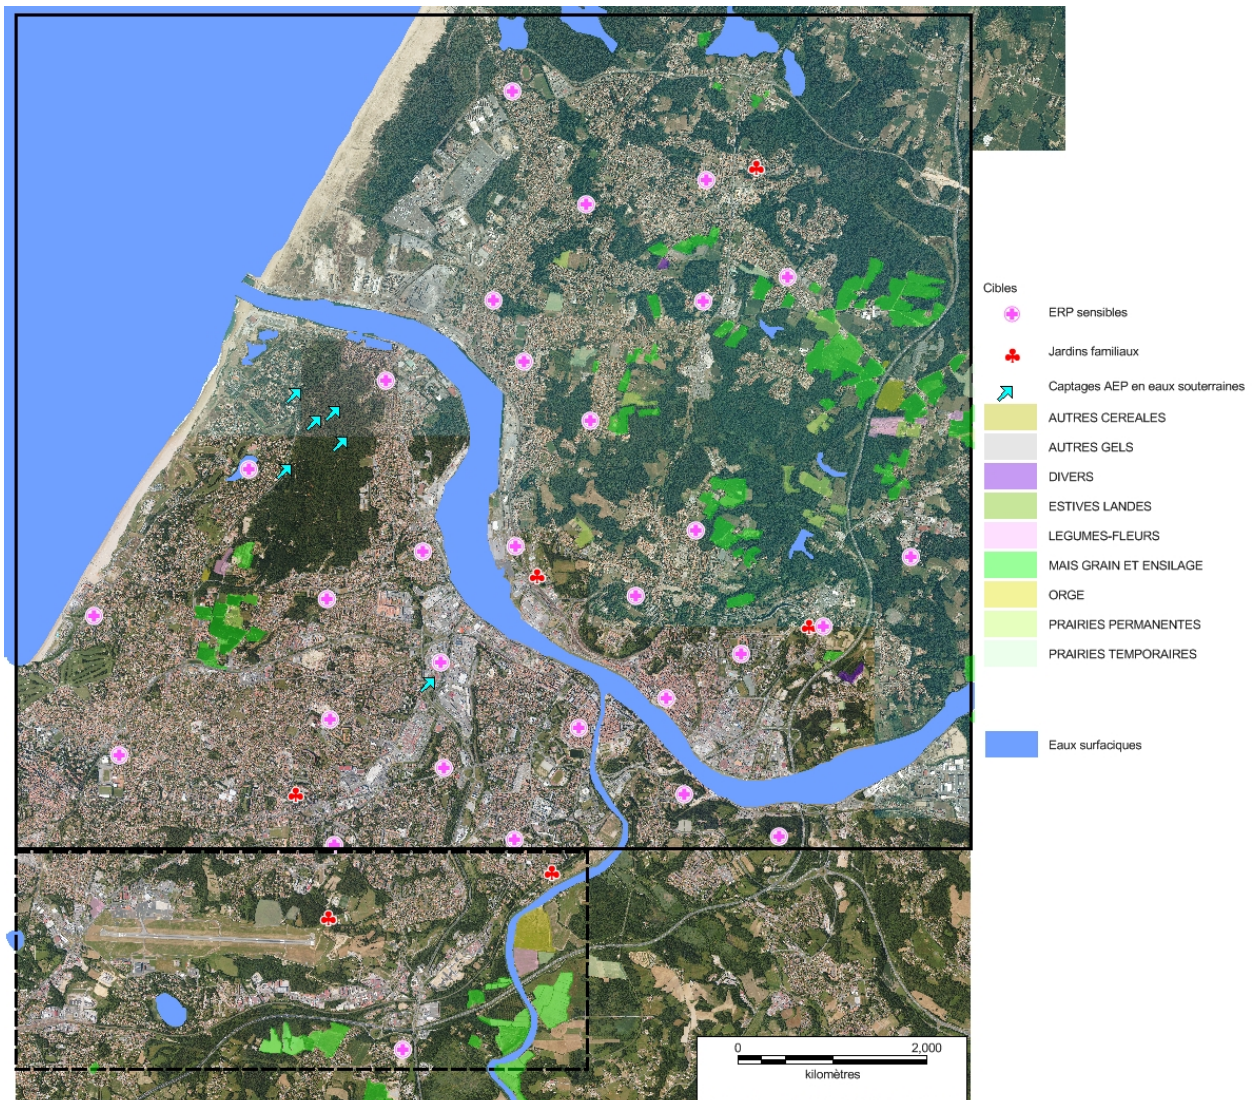 Cibles
ERP sensibles
Jardins familiaux
Captages AEP en eaux souterraines
AUTRES CEREALES
AUTRES GELS
DIVERS
ESTIVES LANDES
LEGUMES-FLEURS
MAIS GRAIN ET ENSILAGE
ORGE
PRAIRIES PERMANENTES
PRAIRIES TEMPORAIRES
Eaux surfaciques
0 2,000
kilomètres